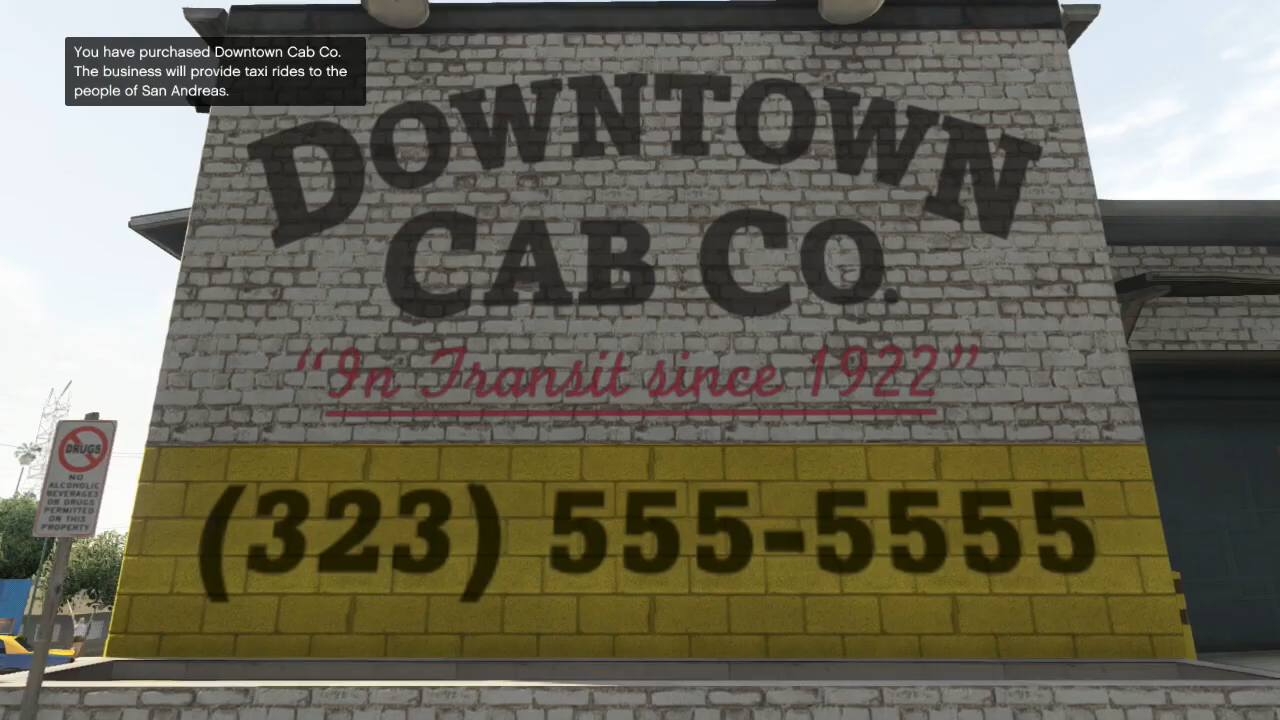 You have purchased Downtown Cab Co.
The business will provide taxi rides to the
people of San Andreas.
DOWNTOWN
CAB CO.
“In Transit since 1922”
(323) 555-5555
DRUGS
NO
ALCOHOLIC
BEVERAGES
OR DRUGS
PERMITTED
ON THIS
PROPERTY